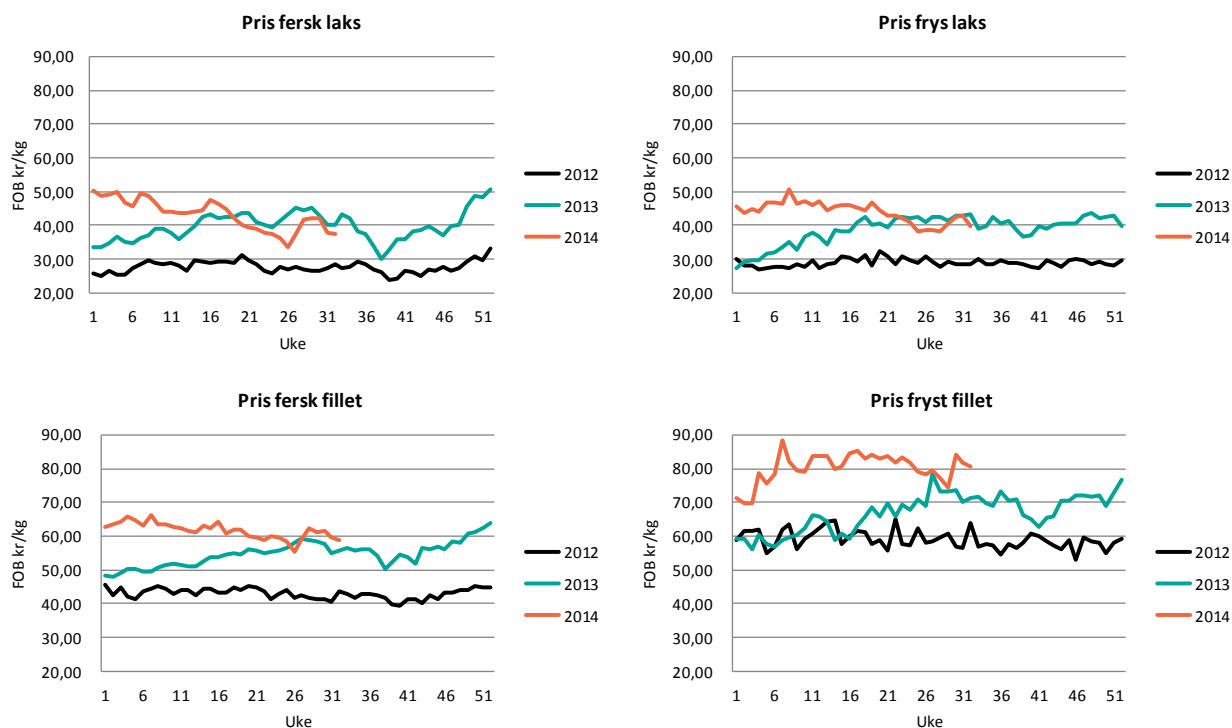 Pris fersk laks
90,00
80,00
70,00
60,00
50,00
40,00
30,00
20,00
FOB kr/kg
1 6 11 16 21 26 31 36 41 46 51
Uke
2012
2013
2014
Pris frys laks
90,00
80,00
70,00
60,00
50,00
40,00
30,00
20,00
FOB kr/kg
1 6 11 16 21 26 31 36 41 46 51
Uke
2012
2013
2014
Pris fersk fillet
90,00
80,00
70,00
60,00
50,00
40,00
30,00
20,00
FOB kr/kg
1 6 11 16 21 26 31 36 41 46 51
Uke
2012
2013
2014
Pris fryst fillet
90,00
80,00
70,00
60,00
50,00
40,00
30,00
20,00
FOB kr/kg
1 6 11 16 21 26 31 36 41 46 51
Uke
2012
2013
2014